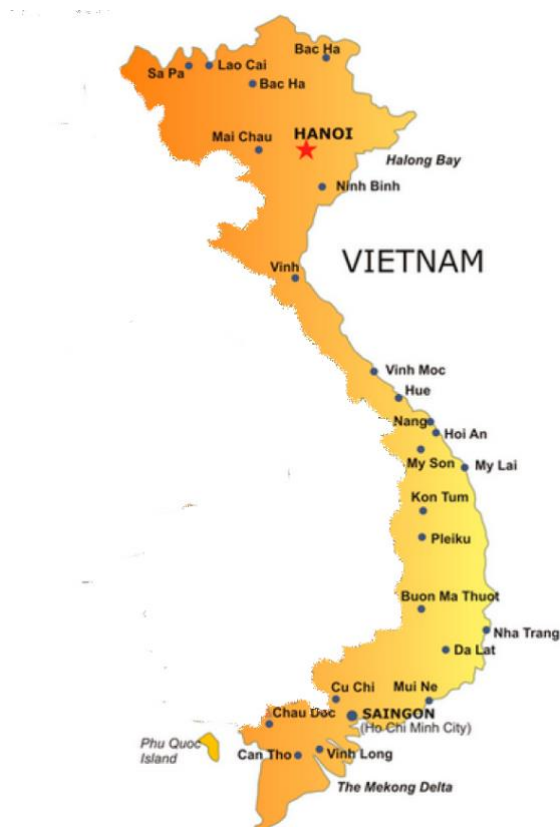 Bac Ha
Sa Pa
Lao Cai
Bac Ha
Mai Chau
HANOI
Halong Bay
Ninh Binh
Vinh
VIETNAM
Vinh Moc
Hue
Nang
Hoi An
My Son
My Lai
Kon Tum
Pleiku
Buon Ma Thuot
Nha Trang
Da Lat
Cu Chi
Mui Ne
Chau Doc
SAINGON
(Ho Chi Minh City)
Phu Quoc
Island
Can Tho
Vinh Long
The Mekong Delta